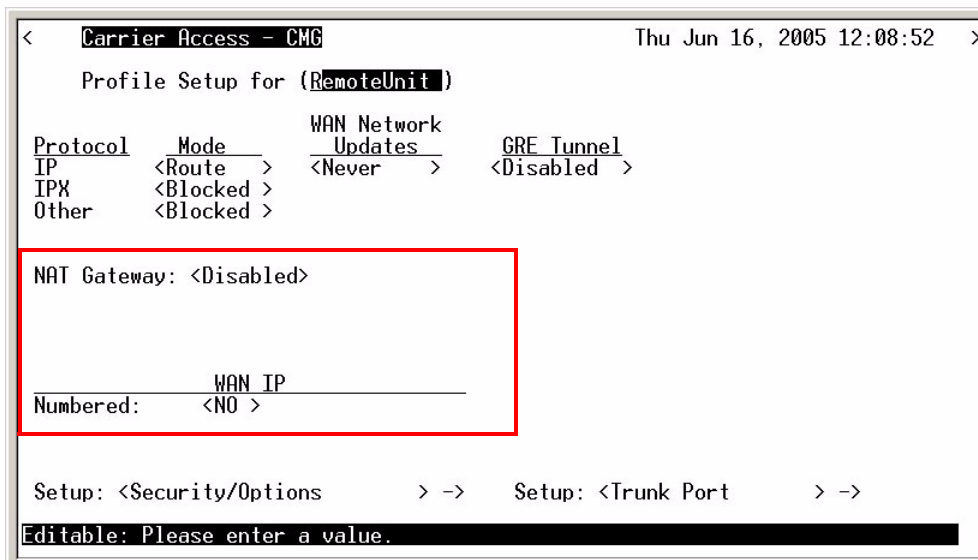 < Carrier Access - CMG Thu Jun 16, 2005 12:08:52 >
Profile Setup for (RemoteUnit )
WAN Network
Protocol Mode Updates GRE Tunnel
IP <Route > <Never > <Disabled >
IPX <Blocked >
Other <Blocked >
NAT Gateway: <Disabled>
WAN IP
Numbered: <NO >
Setup: <Security/Options > -> Setup: <Trunk Port > ->
Editable: Please enter a value.